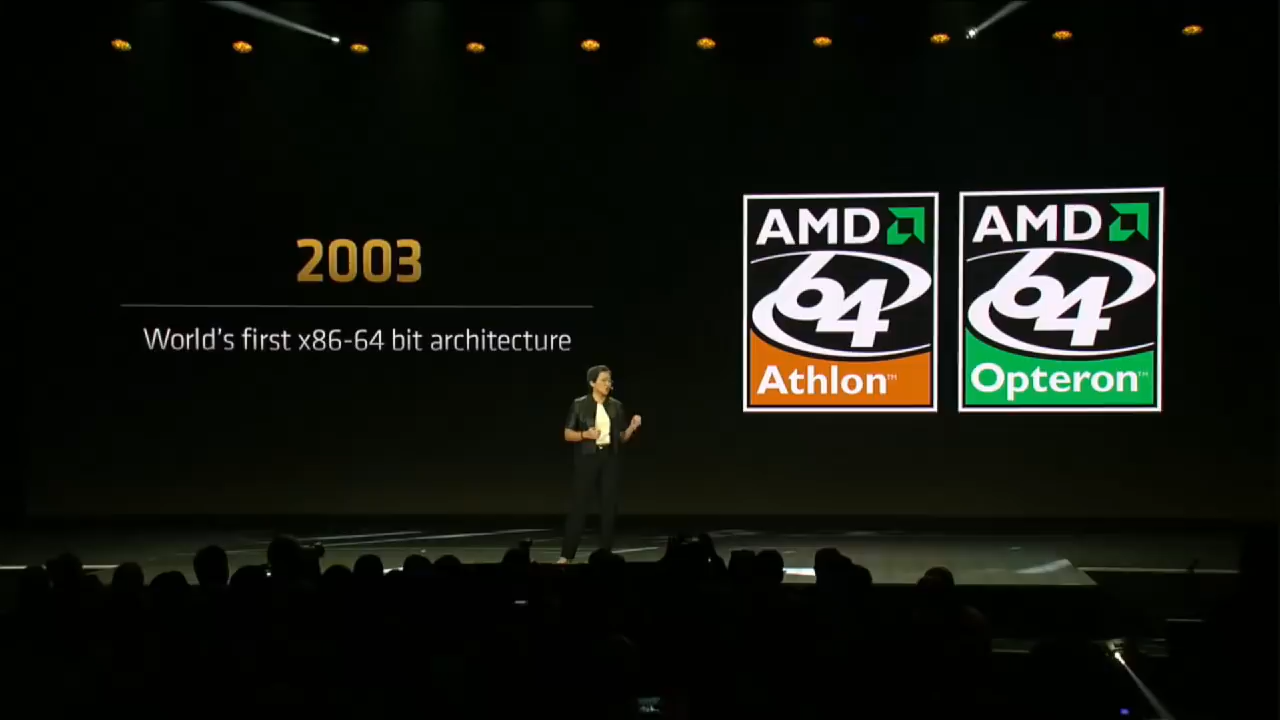 2003
World's first x86-64 bit architecture
AMD
64
Athlon™
AMD
64
Opteron™